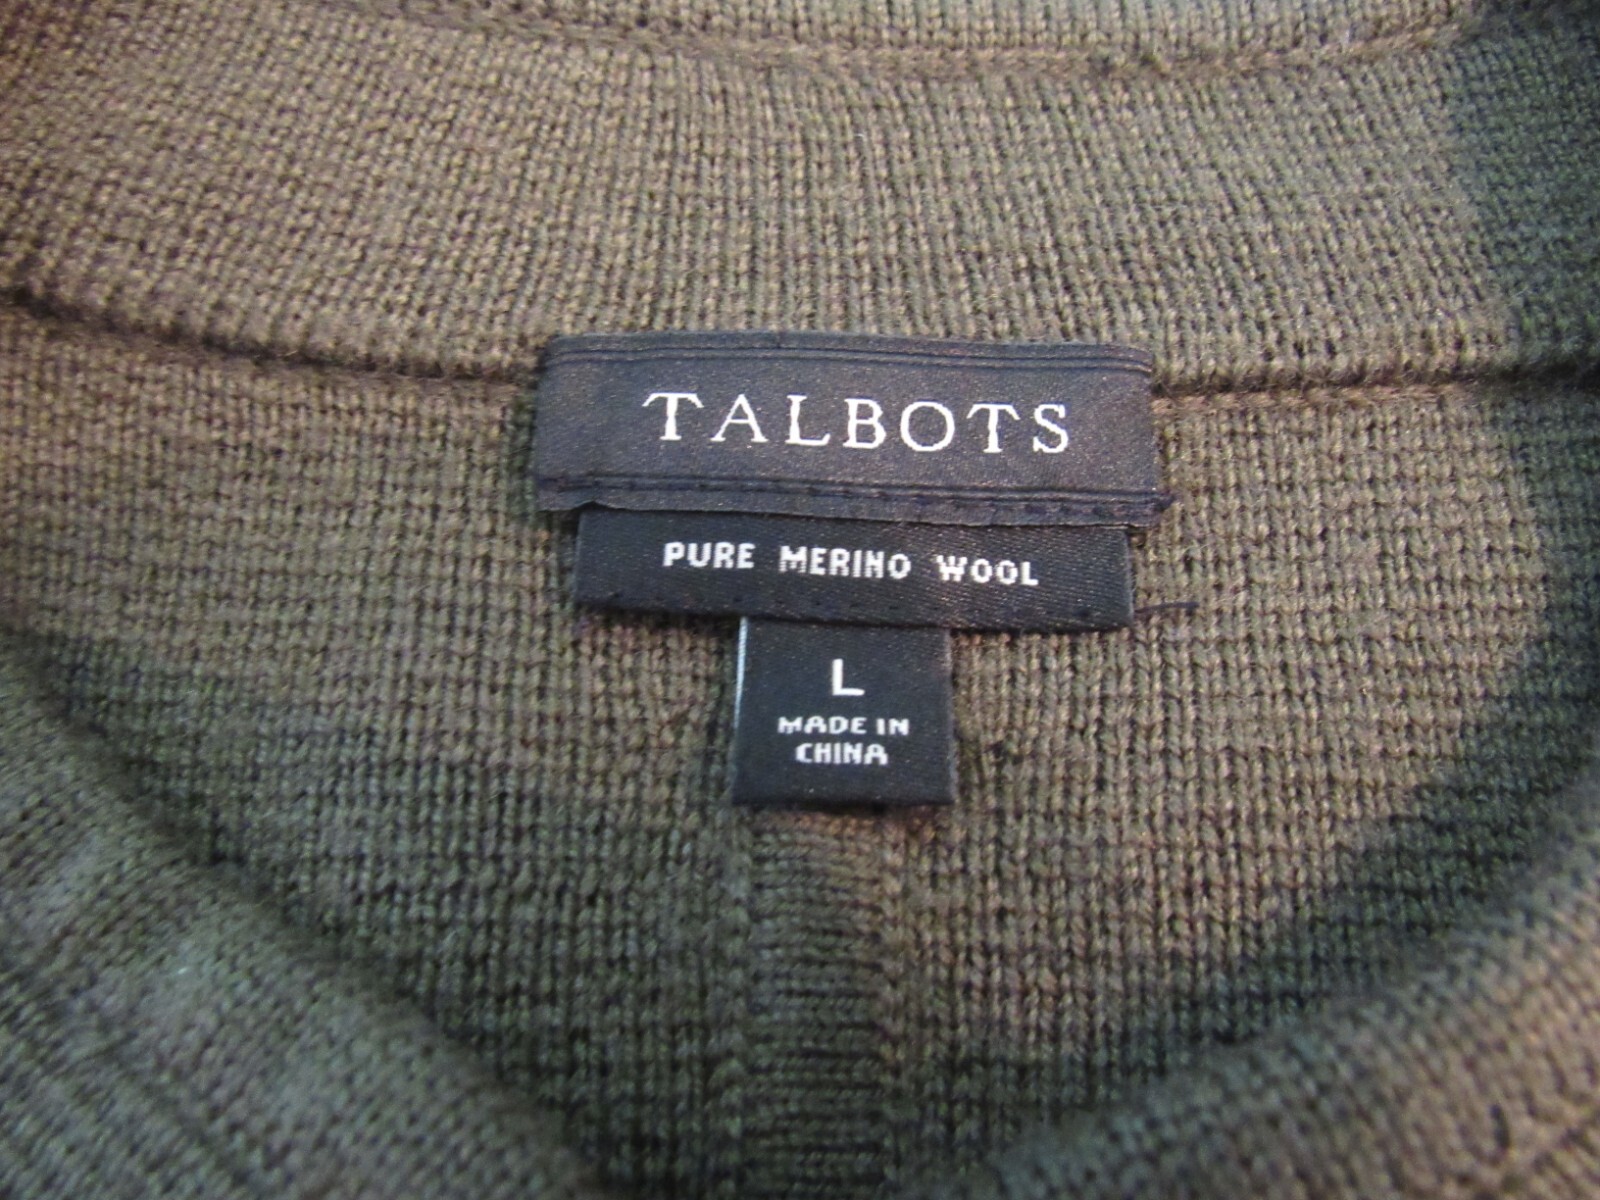 TALBOTS
PURE MERINO WOOL
L
MADE IN
CHINA